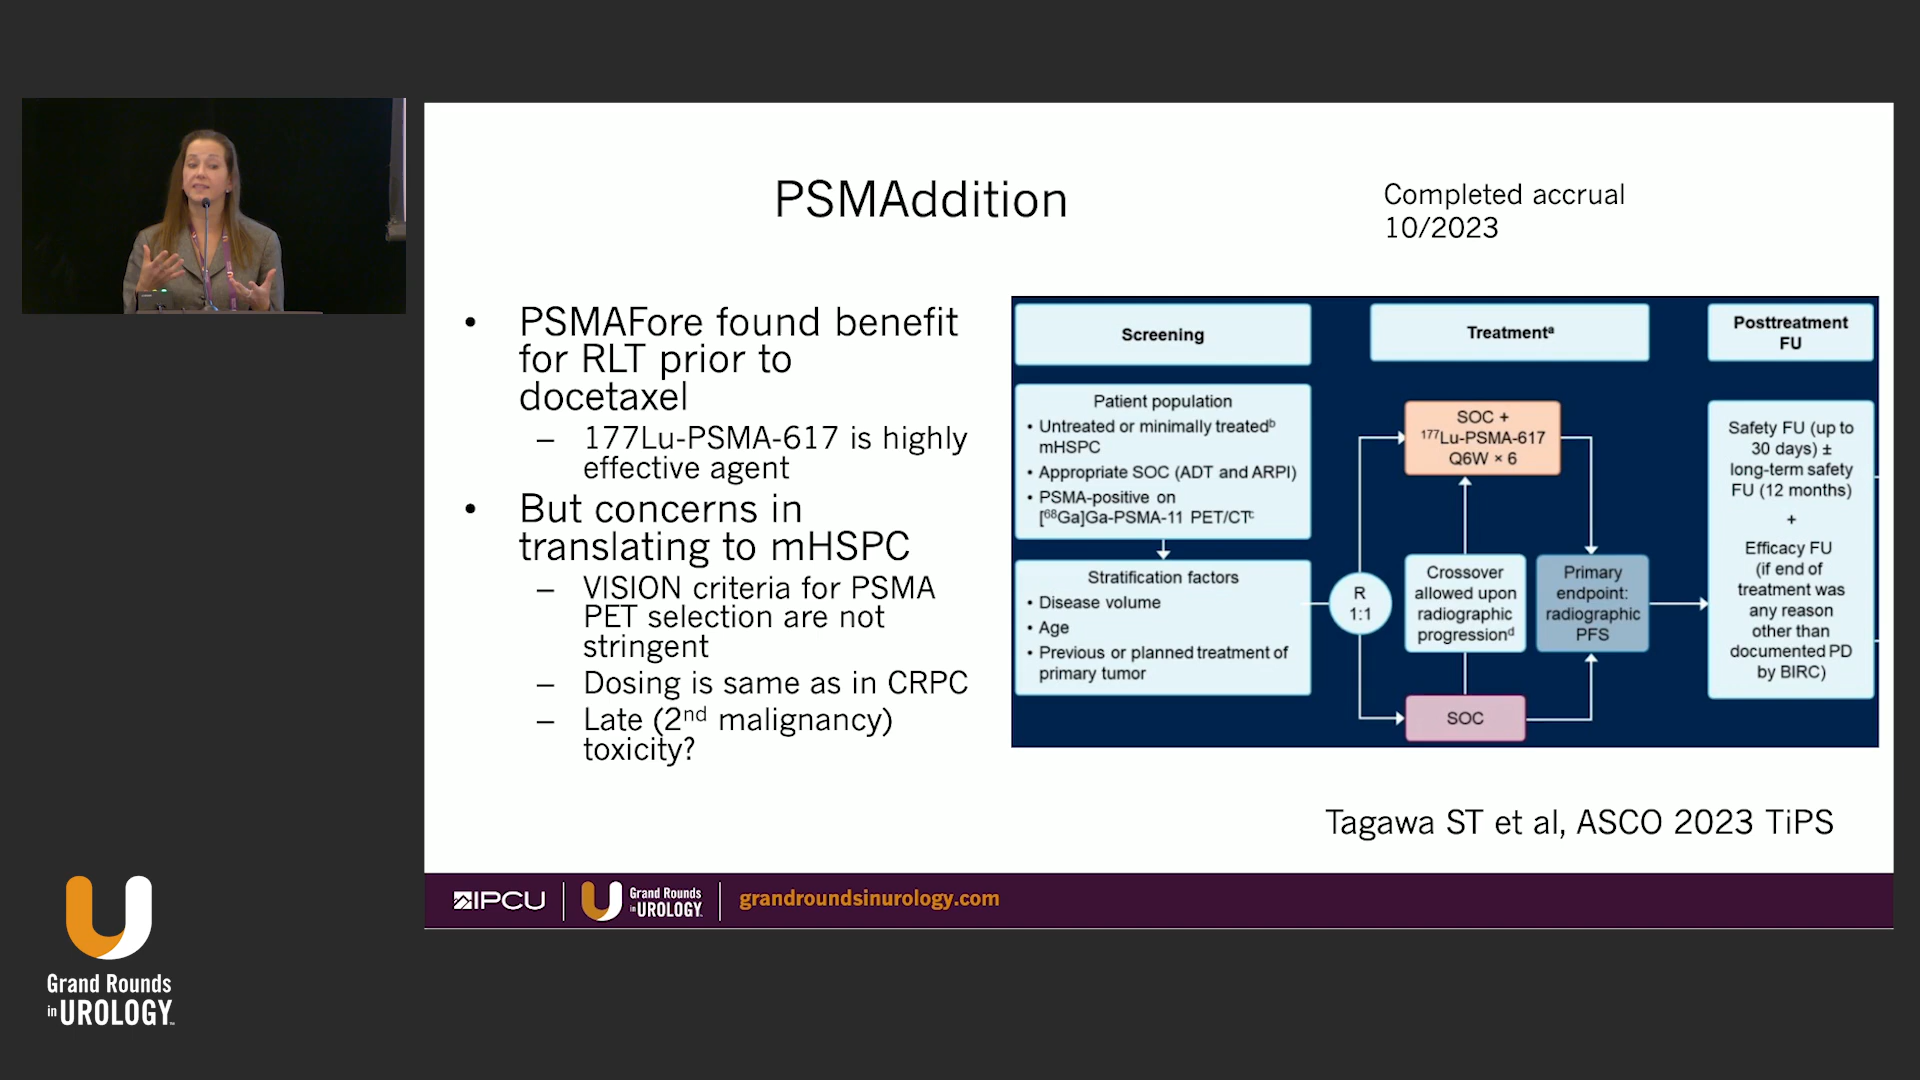 PSMAddition
Completed accrual
10/2023
• PSMAFore found benefit
for RLT prior to
docetaxel
– 177Lu-PSMA-617 is highly
effective agent
• But concerns in
translating to mHSPC
– VISION criteria for PSMA
PET selection are not
stringent
– Dosing is same as in CRPC
– Late (2nd malignancy)
toxicity?
Screening
Patient population
• Untreated or minimally treatedb
mHSPC
• Appropriate SOC (ADT and ARPI)
• PSMA-positive on
[68Ga]Ga-PSMA-11 PET/CTc
Stratification factors
• Disease volume
• Age
• Previous or planned treatment of
primary tumor
R
1:1
Treatmenta
SOC +
177Lu-PSMA-617
Q6W × 6
Crossover
allowed upon
radiographic
progressiond
SOC
Primary
endpoint:
radiographic
PFS
Posttreatment
FU
Safety FU (up to
30 days) ±
long-term safety
FU (12 months)
+
Efficacy FU
(if end of
treatment was
any reason
other than
documented PD
by BIRC)
Tagawa ST et al, ASCO 2023 TiPS
IPCU
Grand Rounds
in UROLOGY
grandroundsinurology.com
Grand Rounds
in UROLOGY